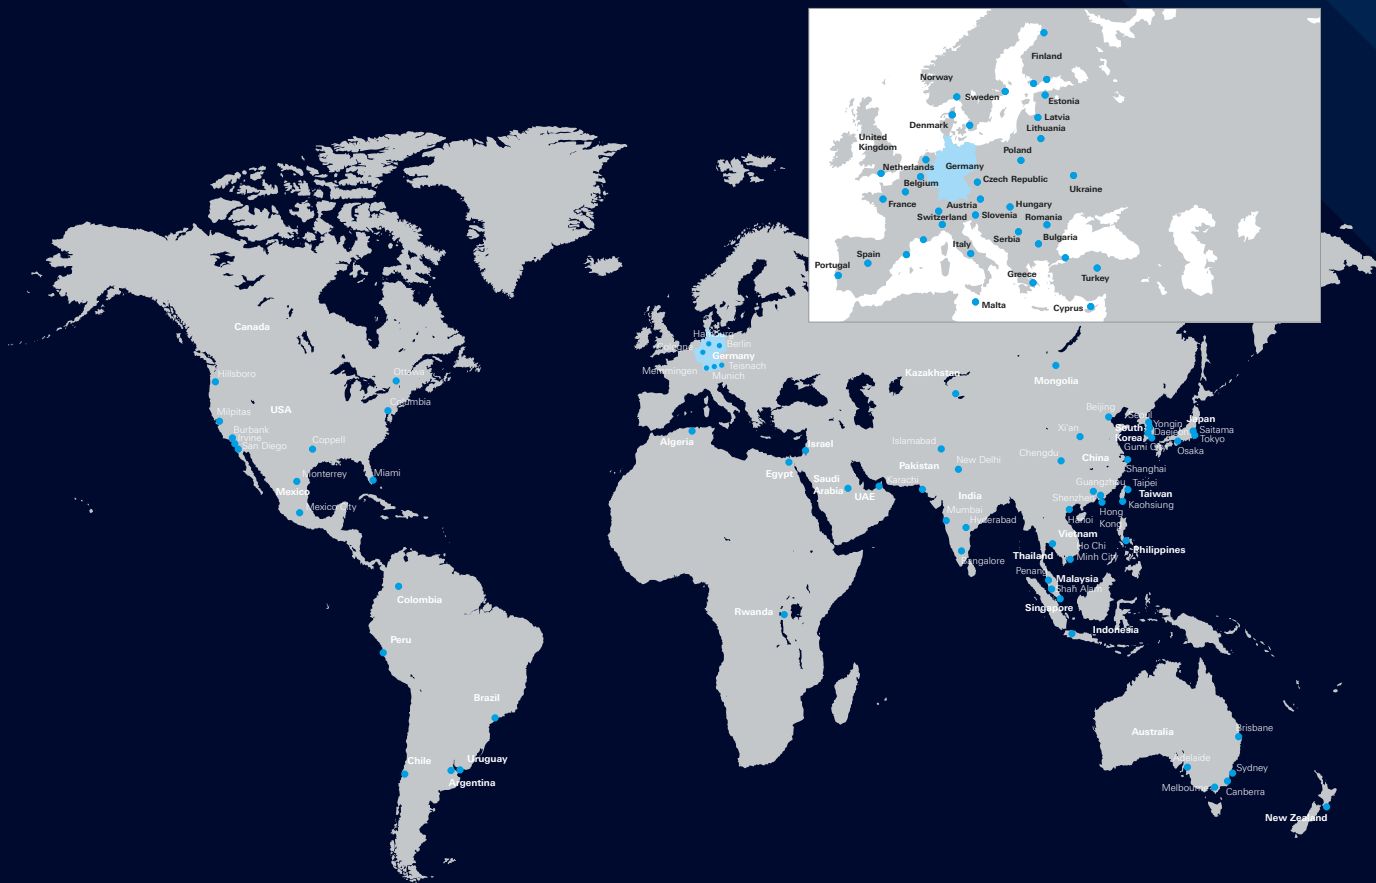 Finland
Norway
Sweden
Estonia
Denmark
Latvia
Lithuania
United
Kingdom
Poland
Netherlands
Germany
Czech Republic
Belgium
Ukraine
France
Austria
Hungary
Switzerland
Slovenia
Romania
Serbia
Bulgaria
Italy
Spain
Portugal
Greece
Turkey
Malta
Cyprus
Canada
Hillsboro
Ottawa
Milpitas
USA
Columbia
Burbank
Irvine
San Diego
Coppell
Monterrey
Miami
Mexico
Mexico City
Colombia
Peru
Brazil
Chile
Uruguay
Argentina
Hamburg
Cologne
Berlin
Germany
Memmingen
Teisnach
Munich
Algeria
Israel
Egypt
Saudi
Arabia
UAE
Rwanda
Kazakhstan
Mongolia
Islamabad
Pakistan
New Delhi
Karachi
India
Mumbai
Hyderabad
Bangalore
Beijing
Xi'an
Chengdu
China
Seoul
Yongin
South
Korea
Daejeon
Gumi City
Japan
Saitama
Tokyo
Osaka
Shanghai
Guangzhou
Taipei
Shenzhen
Taiwan
Kaohsiung
Hong
Kong
Hanoi
Vietnam
Ho Chi
Minh City
Thailand
Philippines
Penang
Malaysia
Shah Alam
Singapore
Indonesia
Australia
Brisbane
Adelaide
Sydney
Melbourne
Canberra
New Zealand